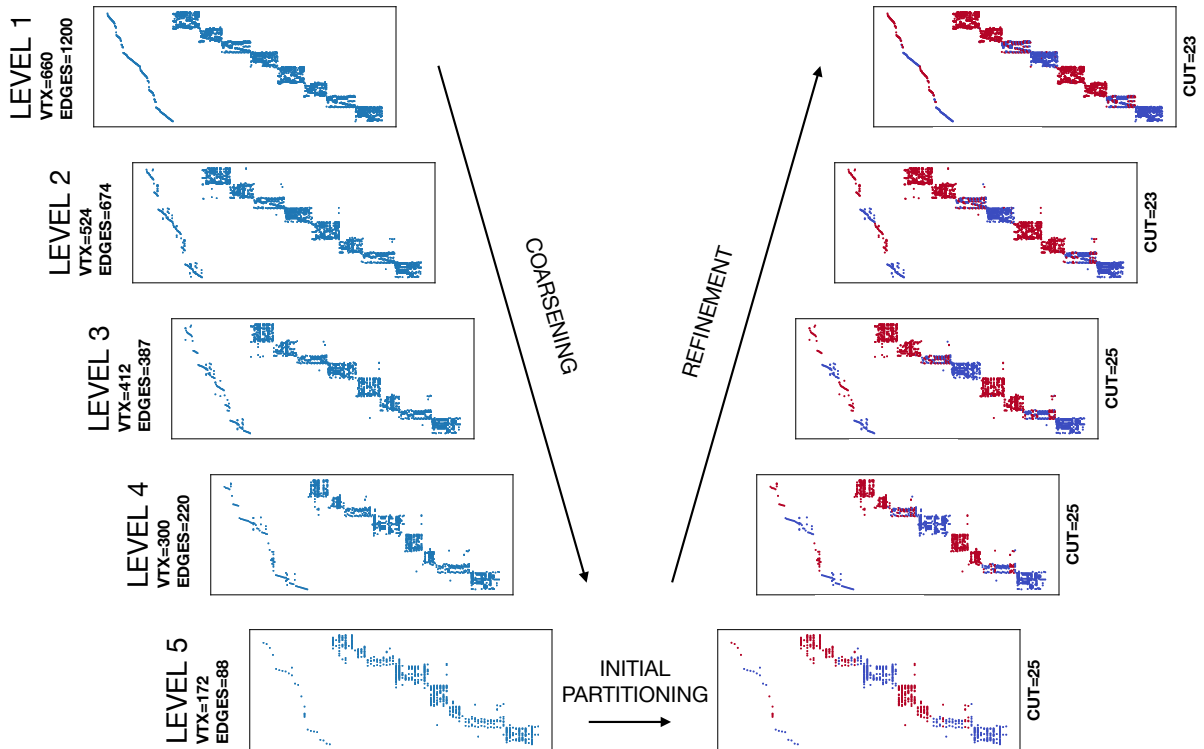 LEVEL 1
VTX=660
EDGES=1200
CUT=23
LEVEL 2
VTX=524
EDGES=674
CUT=23
COARSENING
REFINEMENT
LEVEL 3
VTX=412
EDGES=387
CUT=25
LEVEL 4
VTX=300
EDGES=220
CUT=25
LEVEL 5
VTX=172
EDGES=88
INITIAL
PARTITIONING
CUT=25